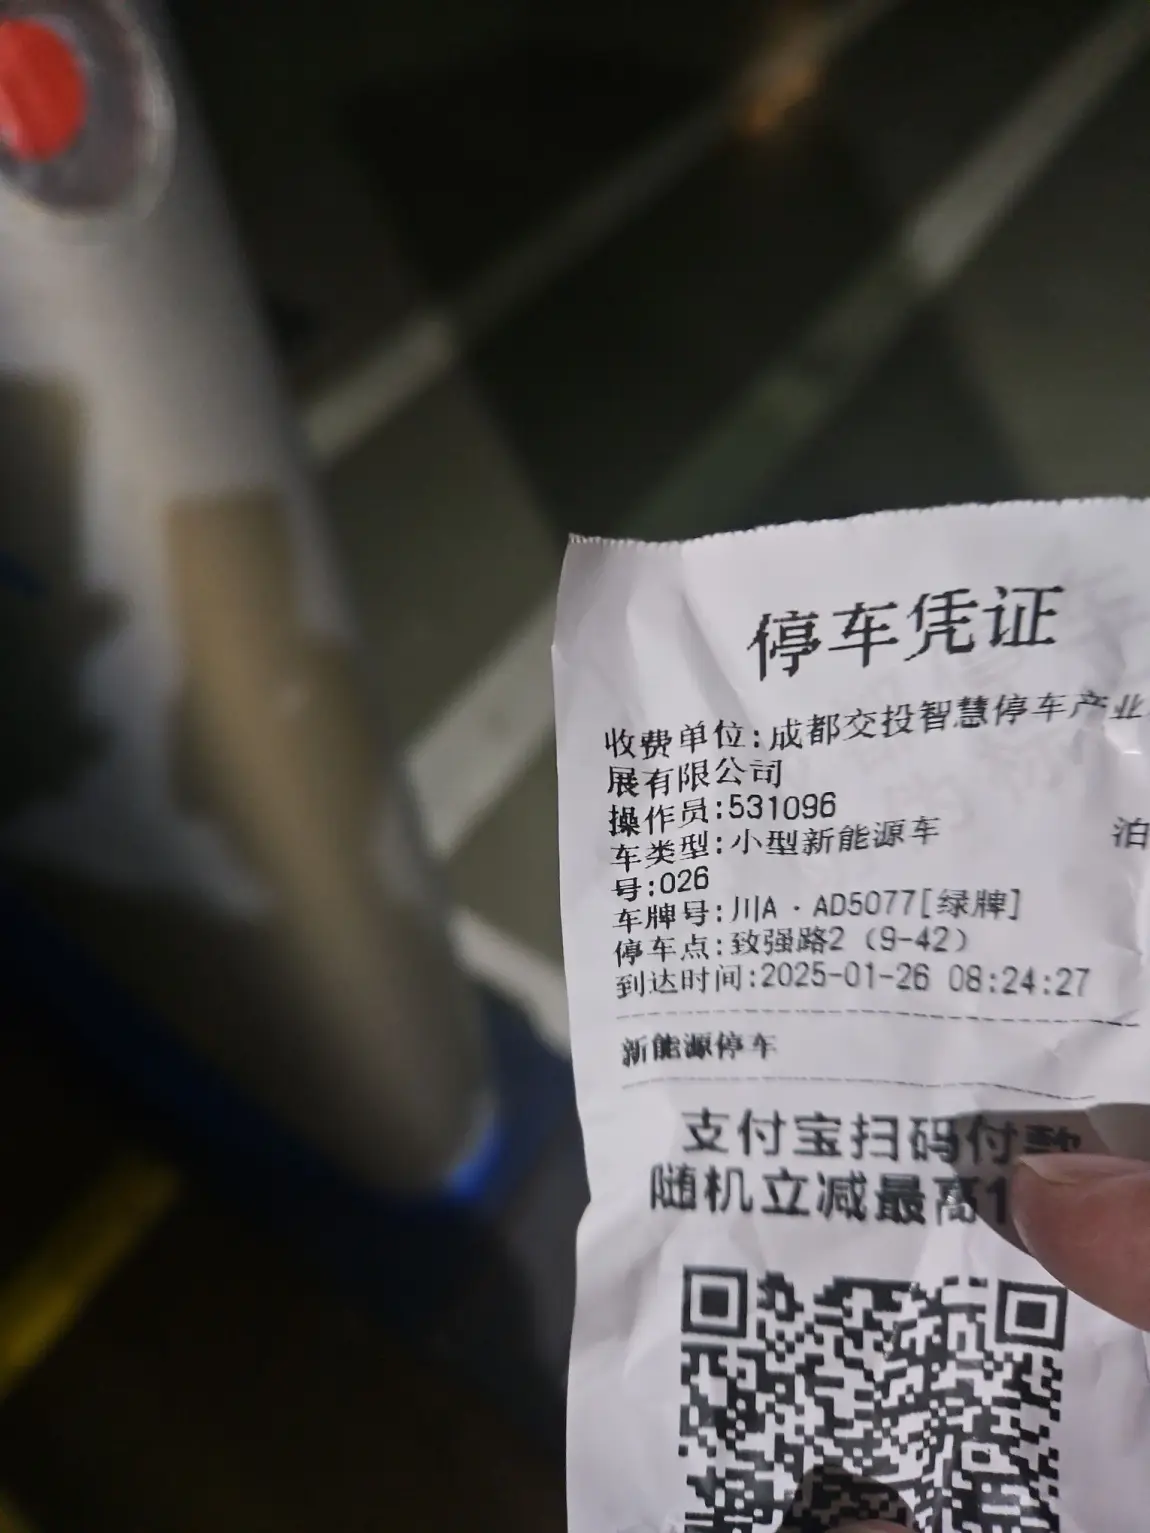 停车凭证
收费单位:成都交投智慧停车产业
展有限公司
操作员:531096
车类型:小型新能源车 泊
号:026
车牌号:川A·AD5077[绿牌]
停车点:致强路2（9-42）
到达时间:2025-01-26 08:24:27
新能源停车
支付宝扫码付款
随机立减最高1